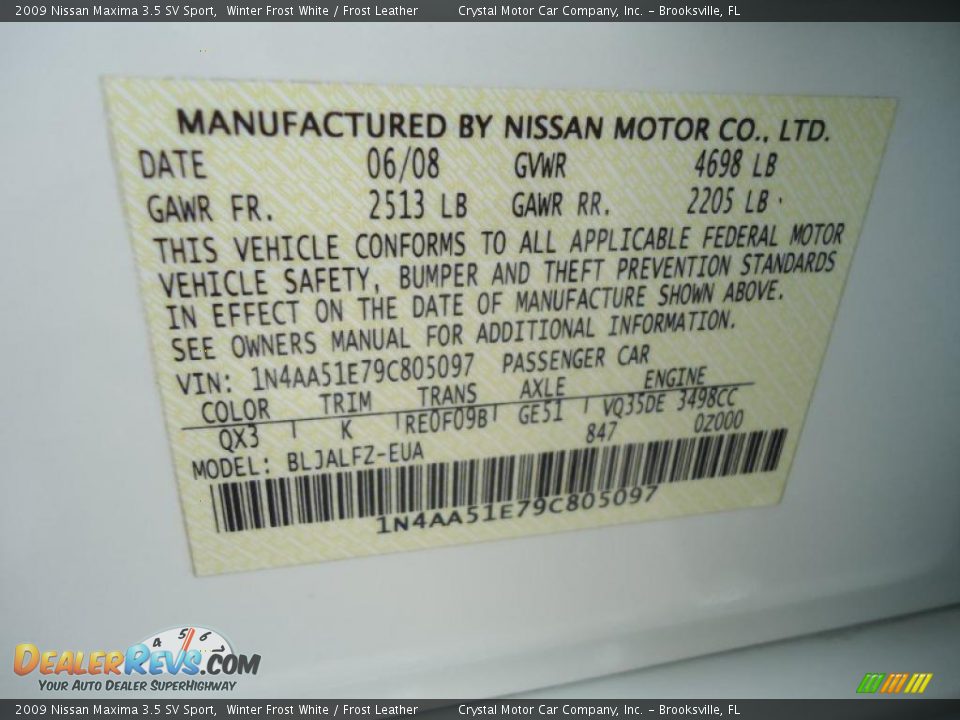 2009 Nissan Maxima 3.5 SV Sport, Winter Frost White / Frost Leather Crystal Motor Car Company, Inc. - Brooksville, FL
MANUFACTURED BY NISSAN MOTOR CO., LTD.
DATE 06/08 GVWR 4698 LB
GAWR FR. 2513 LB GAWR RR. 2205 LB
THIS VEHICLE CONFORMS TO ALL APPLICABLE FEDERAL MOTOR
VEHICLE SAFETY, BUMPER AND THEFT PREVENTION STANDARDS
IN EFFECT ON THE DATE OF MANUFACTURE SHOWN ABOVE.
SEE OWNERS MANUAL FOR ADDITIONAL INFORMATION.
VIN: 1N4AA51E79C805097 PASSENGER CAR
COLOR TRIM TRANS AXLE ENGINE
QX3 K RE0F09B GE51 VQ35DE 3498CC
847 0Z000
MODEL: BLJALFZ-EUA
1N4AA51E79C805097
4 5 6
DealerRevs.com
Your Auto Dealer SuperHighway
2009 Nissan Maxima 3.5 SV Sport, Winter Frost White / Frost Leather Crystal Motor Car Company, Inc. - Brooksville, FL